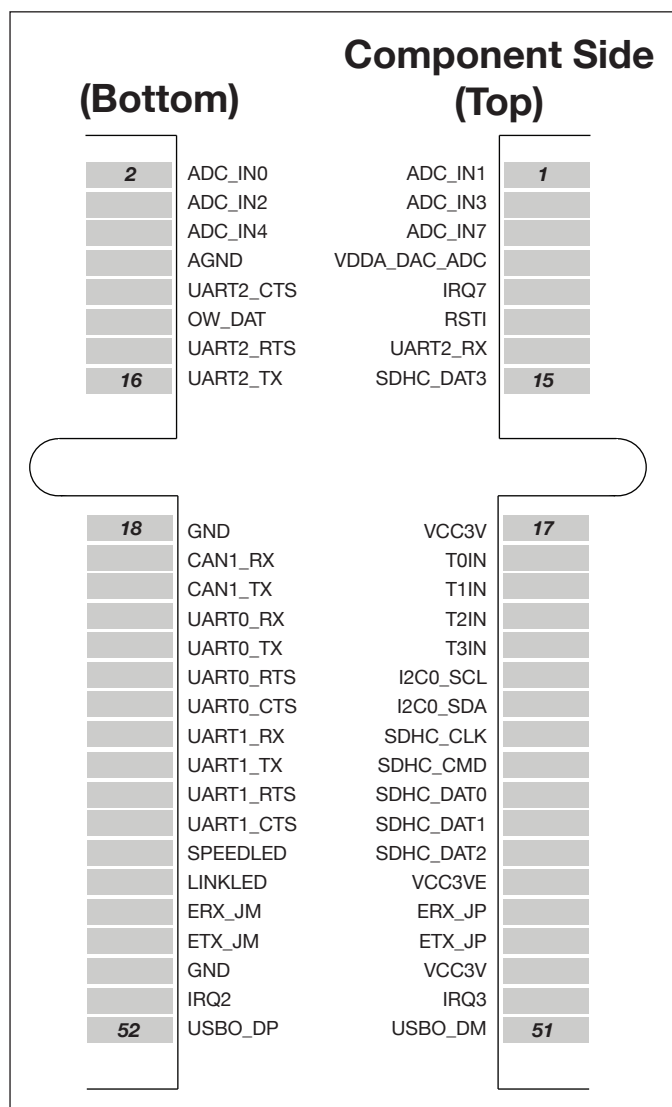 Component Side
(Bottom) (Top)
2 ADC_IN0 ADC_IN1 1
ADC_IN2 ADC_IN3
ADC_IN4 ADC_IN7
AGND VDDA_DAC_ADC
UART2_CTS IRQ7
OW_DAT RSTI
UART2_RTS UART2_RX
16 UART2_TX SDHC_DAT3 15
18 GND VCC3V 17
CAN1_RX T0IN
CAN1_TX T1IN
UART0_RX T2IN
UART0_TX T3IN
UART0_RTS I2C0_SCL
UART0_CTS I2C0_SDA
UART1_RX SDHC_CLK
UART1_TX SDHC_CMD
UART1_RTS SDHC_DAT0
UART1_CTS SDHC_DAT1
SPEEDLED SDHC_DAT2
LINKLED VCC3VE
ERX_JM ERX_JP
ETX_JM ETX_JP
GND VCC3V
IRQ2 IRQ3
52 USBO_DP USBO_DM 51